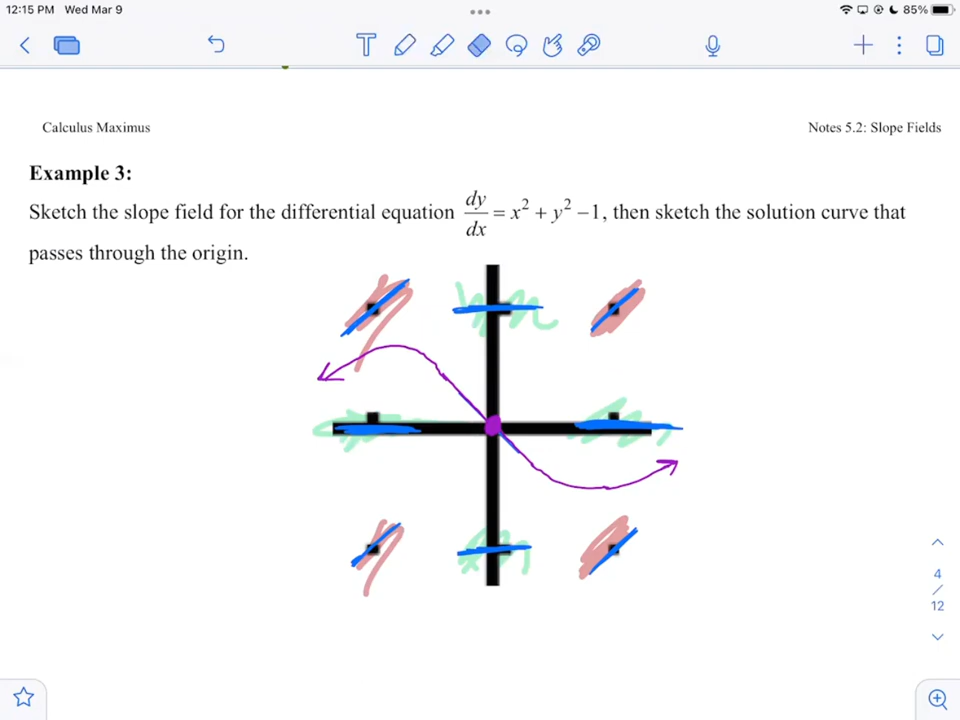 12:15 PM Wed Mar 9
85%
T
Calculus Maximus
Notes 5.2: Slope Fields
Example 3:
Sketch the slope field for the differential equation dy/dx = x² + y² −1, then sketch the solution curve that
passes through the origin.
4
/
12